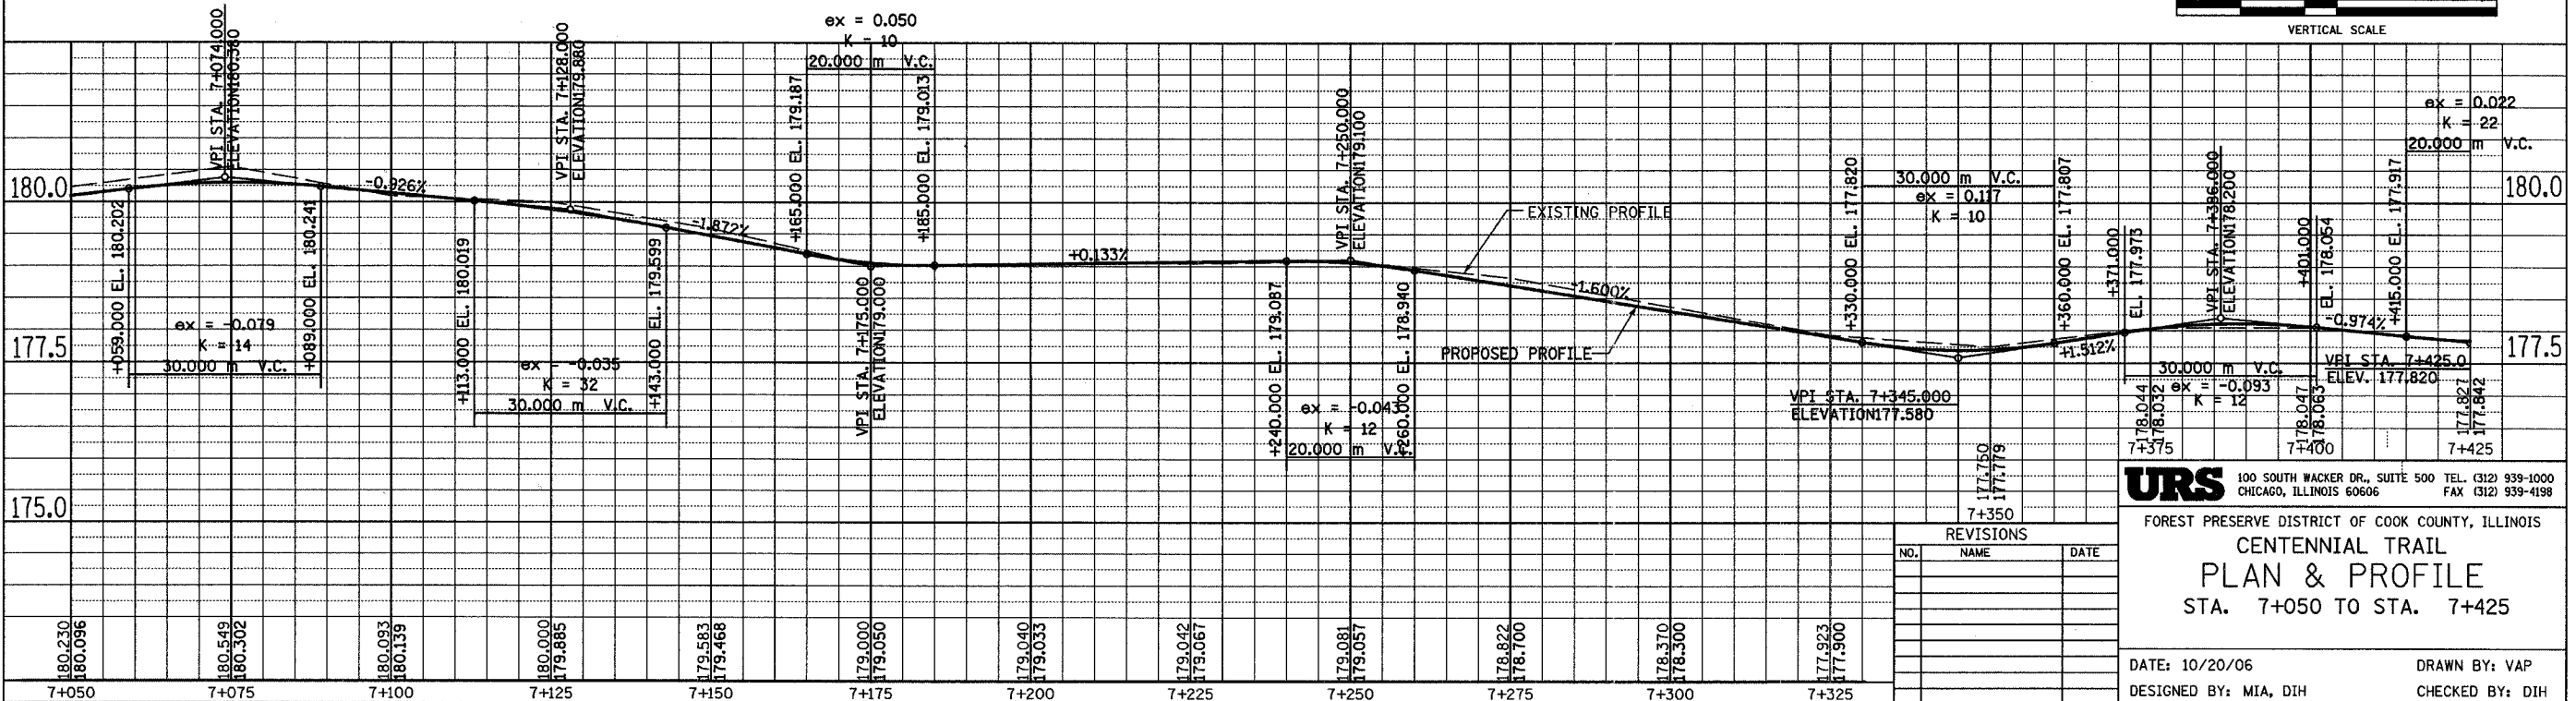 VERTICAL SCALE
ex = 0.050
K = 10
20.000 m V.C.
VPI STA. 7+074.000
ELEVATION180.380
VPI STA. 7+128.000
ELEVATION179.880
+165.000 EL. 179.187
+185.000 EL. 179.013
VPI STA. 7+250.000
ELEVATION179.100
ex = 0.022
K = 22
20.000 m V.C.
180.0
180.0
-0.926%
-1.872%
+0.133%
EXISTING PROFILE
-1.600%
PROPOSED PROFILE
+330.000 EL. 177.820
30.000 m V.C.
ex = 0.117
K = 10
+360.000 EL. 177.807
+371.000
EL. 177.973
VPI STA. 7+386.000
ELEVATION178.200
+401.000
EL. 178.054
+415.000 EL. 177.917
+1.512%
-0.974%
177.5
177.5
+059.000 EL. 180.202
ex = -0.079
K = 14
30.000 m V.C.
+089.000 EL. 180.241
+113.000 EL. 180.019
ex = -0.035
K = 32
30.000 m V.C.
+143.000 EL. 179.599
VPI STA. 7+175.000
ELEVATION179.000
+240.000 EL. 179.087
ex = -0.043
K = 12
20.000 m V.C.
+260.000 EL. 178.940
VPI STA. 7+345.000
ELEVATION177.580
30.000 m V.C.
ex = -0.093
K = 12
VPI STA. 7+425.0
ELEV. 177.820
178.044
178.032
7+375
178.047
178.063
7+400
177.827
177.842
7+425
177.750
177.779
7+350
175.0
180.230
180.096
180.549
180.302
180.093
180.139
180.000
179.885
179.583
179.468
179.000
179.050
179.040
179.033
179.042
179.067
179.081
179.057
178.822
178.700
178.370
178.300
177.923
177.900
7+050 7+075 7+100 7+125 7+150 7+175 7+200 7+225 7+250 7+275 7+300 7+325
REVISIONS
NO. NAME DATE
URS
100 SOUTH WACKER DR., SUITE 500 TEL. (312) 939-1000
CHICAGO, ILLINOIS 60606 FAX (312) 939-4198
FOREST PRESERVE DISTRICT OF COOK COUNTY, ILLINOIS
CENTENNIAL TRAIL
PLAN & PROFILE
STA. 7+050 TO STA. 7+425
DATE: 10/20/06 DRAWN BY: VAP
DESIGNED BY: MIA, DIH CHECKED BY: DIH